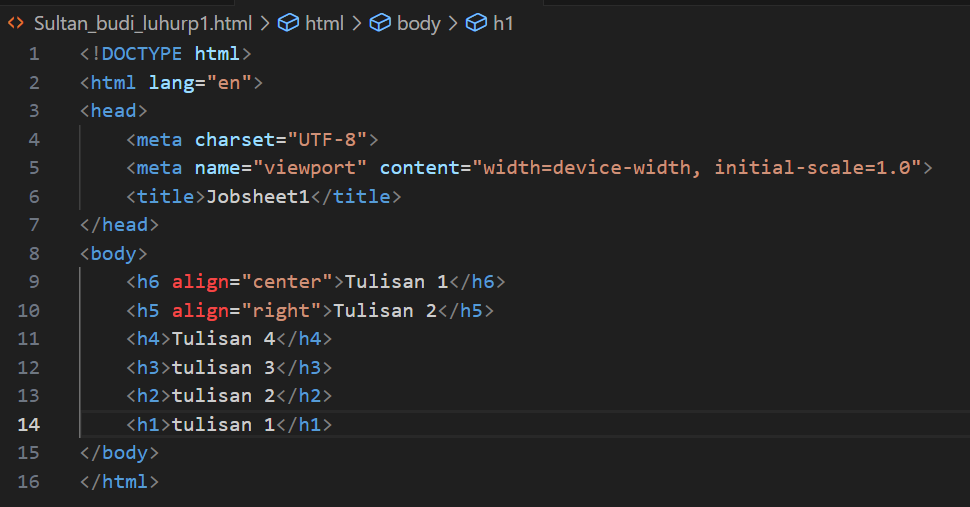 <> Sultan_budi_luhurp1.html > html > body > h1
1 <!DOCTYPE html>
2 <html lang="en">
3 <head>
4 <meta charset="UTF-8">
5 <meta name="viewport" content="width=device-width, initial-scale=1.0">
6 <title>Jobsheet1</title>
7 </head>
8 <body>
9 <h6 align="center">Tulisan 1</h6>
10 <h5 align="right">Tulisan 2</h5>
11 <h4>Tulisan 4</h4>
12 <h3>tulisan 3</h3>
13 <h2>tulisan 2</h2>
14 <h1>tulisan 1</h1>
15 </body>
16 </html>